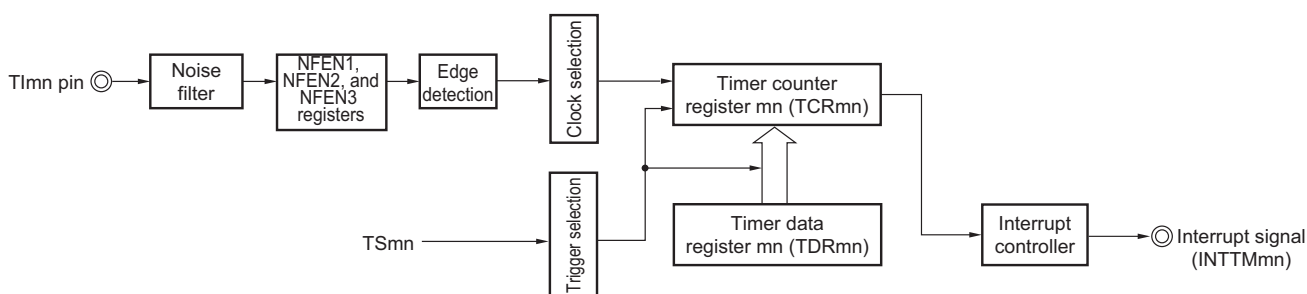 TImn pin
Noise
filter
NFEN1,
NFEN2, and
NFEN3
registers
Edge
detection
Clock selection
Timer counter
register mn (TCRmn)
TSmn
Trigger selection
Timer data
register mn (TDRmn)
Interrupt
controller
Interrupt signal
(INTTMmn)